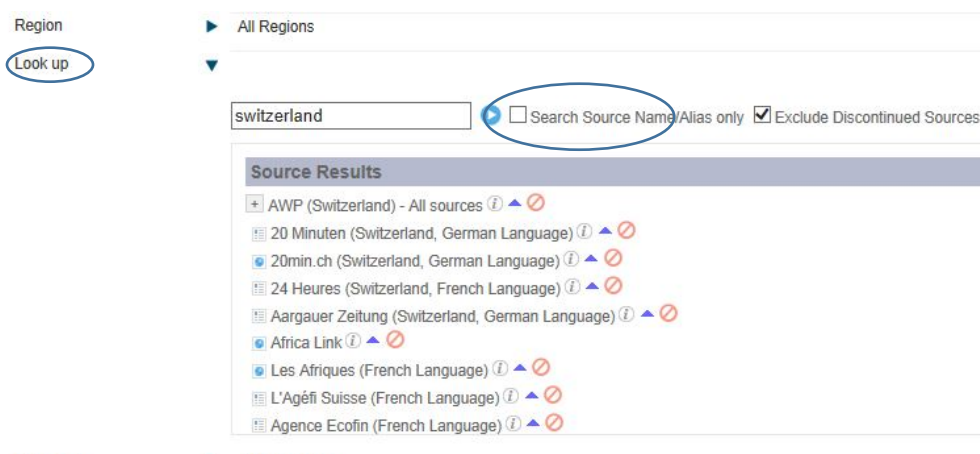 Region All Regions
Look up
switzerland Search Source Name/Alias only Exclude Discontinued Sources
Source Results
+ AWP (Switzerland) - All sources i
20 Minuten (Switzerland, German Language) i
20min.ch (Switzerland, German Language) i
24 Heures (Switzerland, French Language) i
Aargauer Zeitung (Switzerland, German Language) i
Africa Link i
Les Afriques (French Language) i
L'Agéfi Suisse (French Language) i
Agence Ecofin (French Language) i